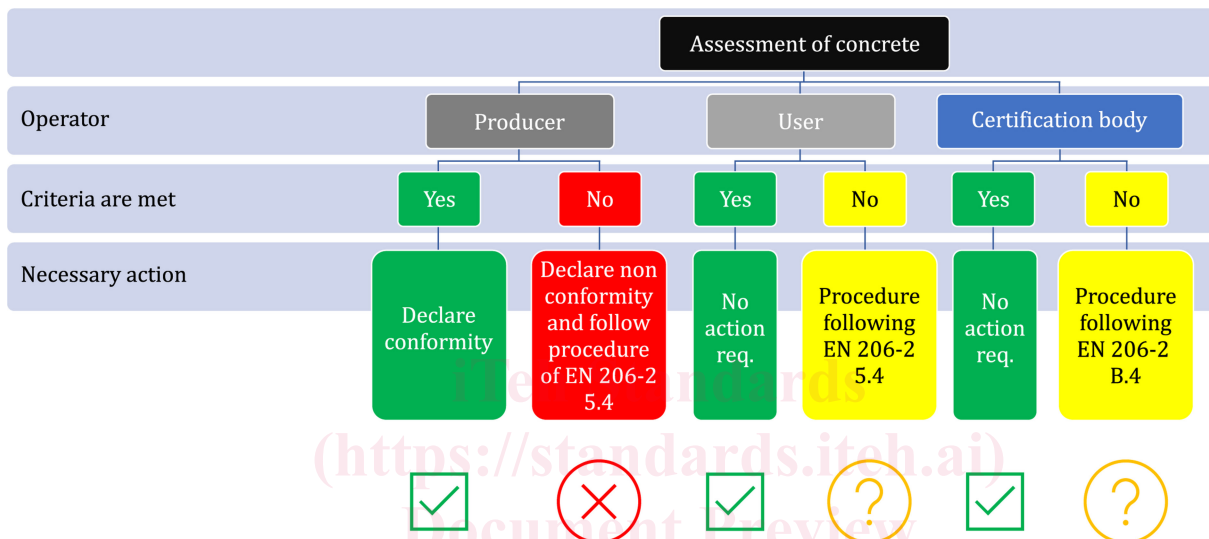 Assessment of concrete
Operator
Producer
User
Certification body
Criteria are met
Yes
No
Yes
No
Yes
No
Necessary action
Declare
conformity
Declare non
conformity
and follow
procedure
of EN 206-2
5.4
No
action
req.
Procedure
following
EN 206-2
5.4
No
action
req.
Procedure
following
EN 206-2
B.4
iTeh Standards
(https://standards.iteh.ai)
Document Preview